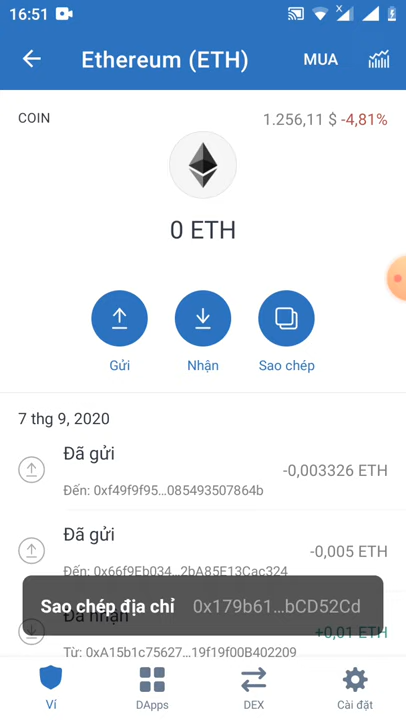 16:51
Ethereum (ETH) MUA
COIN 1.256,11 $ -4,81%
0 ETH
Gửi Nhận Sao chép
7 thg 9, 2020
Đã gửi
-0,003326 ETH
Đến: 0xf49f9f95...085493507864b
Đã gửi
-0,005 ETH
Đến: 0x66f9Eb034...2bA85E13Cac324
Sao chép địa chỉ 0x179b61...bCD52Cd
Đã nhận
+0,01 ETH
Từ: 0xA15b1c75627...19f19f00B402209
Ví DApps DEX Cài đặt